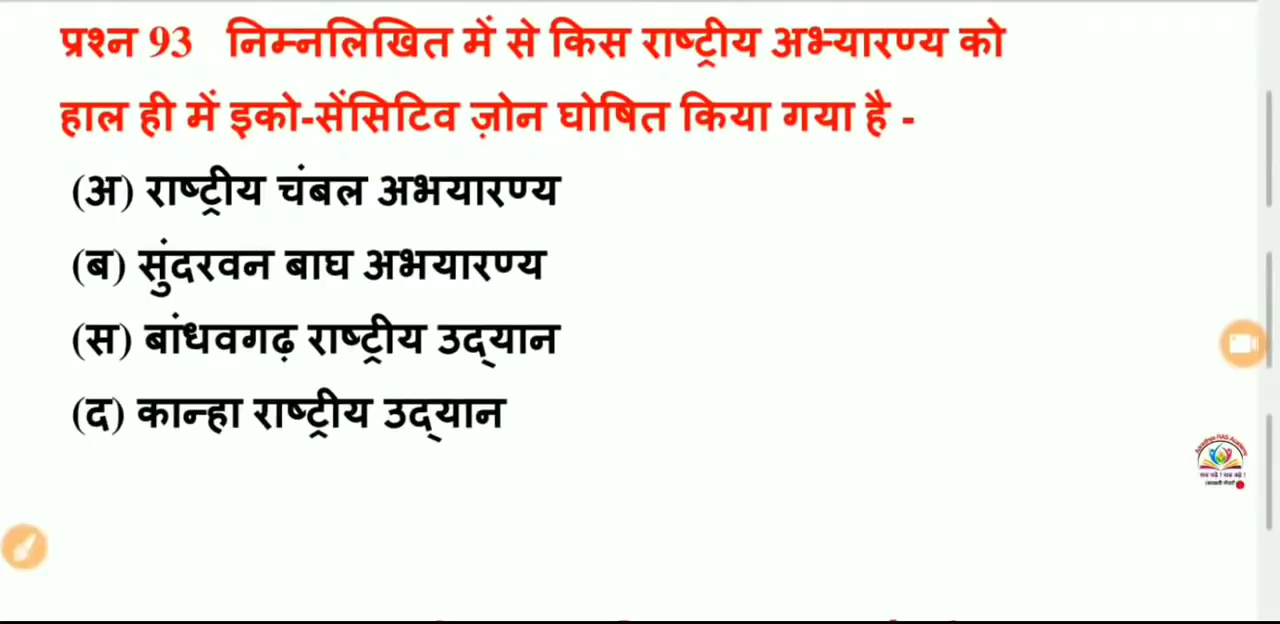 प्रश्न 93 निम्नलिखित में से किस राष्ट्रीय अभ्यारण्य को
हाल ही में इको-सेंसिटिव ज़ोन घोषित किया गया है -
(अ) राष्ट्रीय चंबल अभयारण्य
(ब) सुंदरवन बाघ अभयारण्य
(स) बांधवगढ़ राष्ट्रीय उद्यान
(द) कान्हा राष्ट्रीय उद्यान